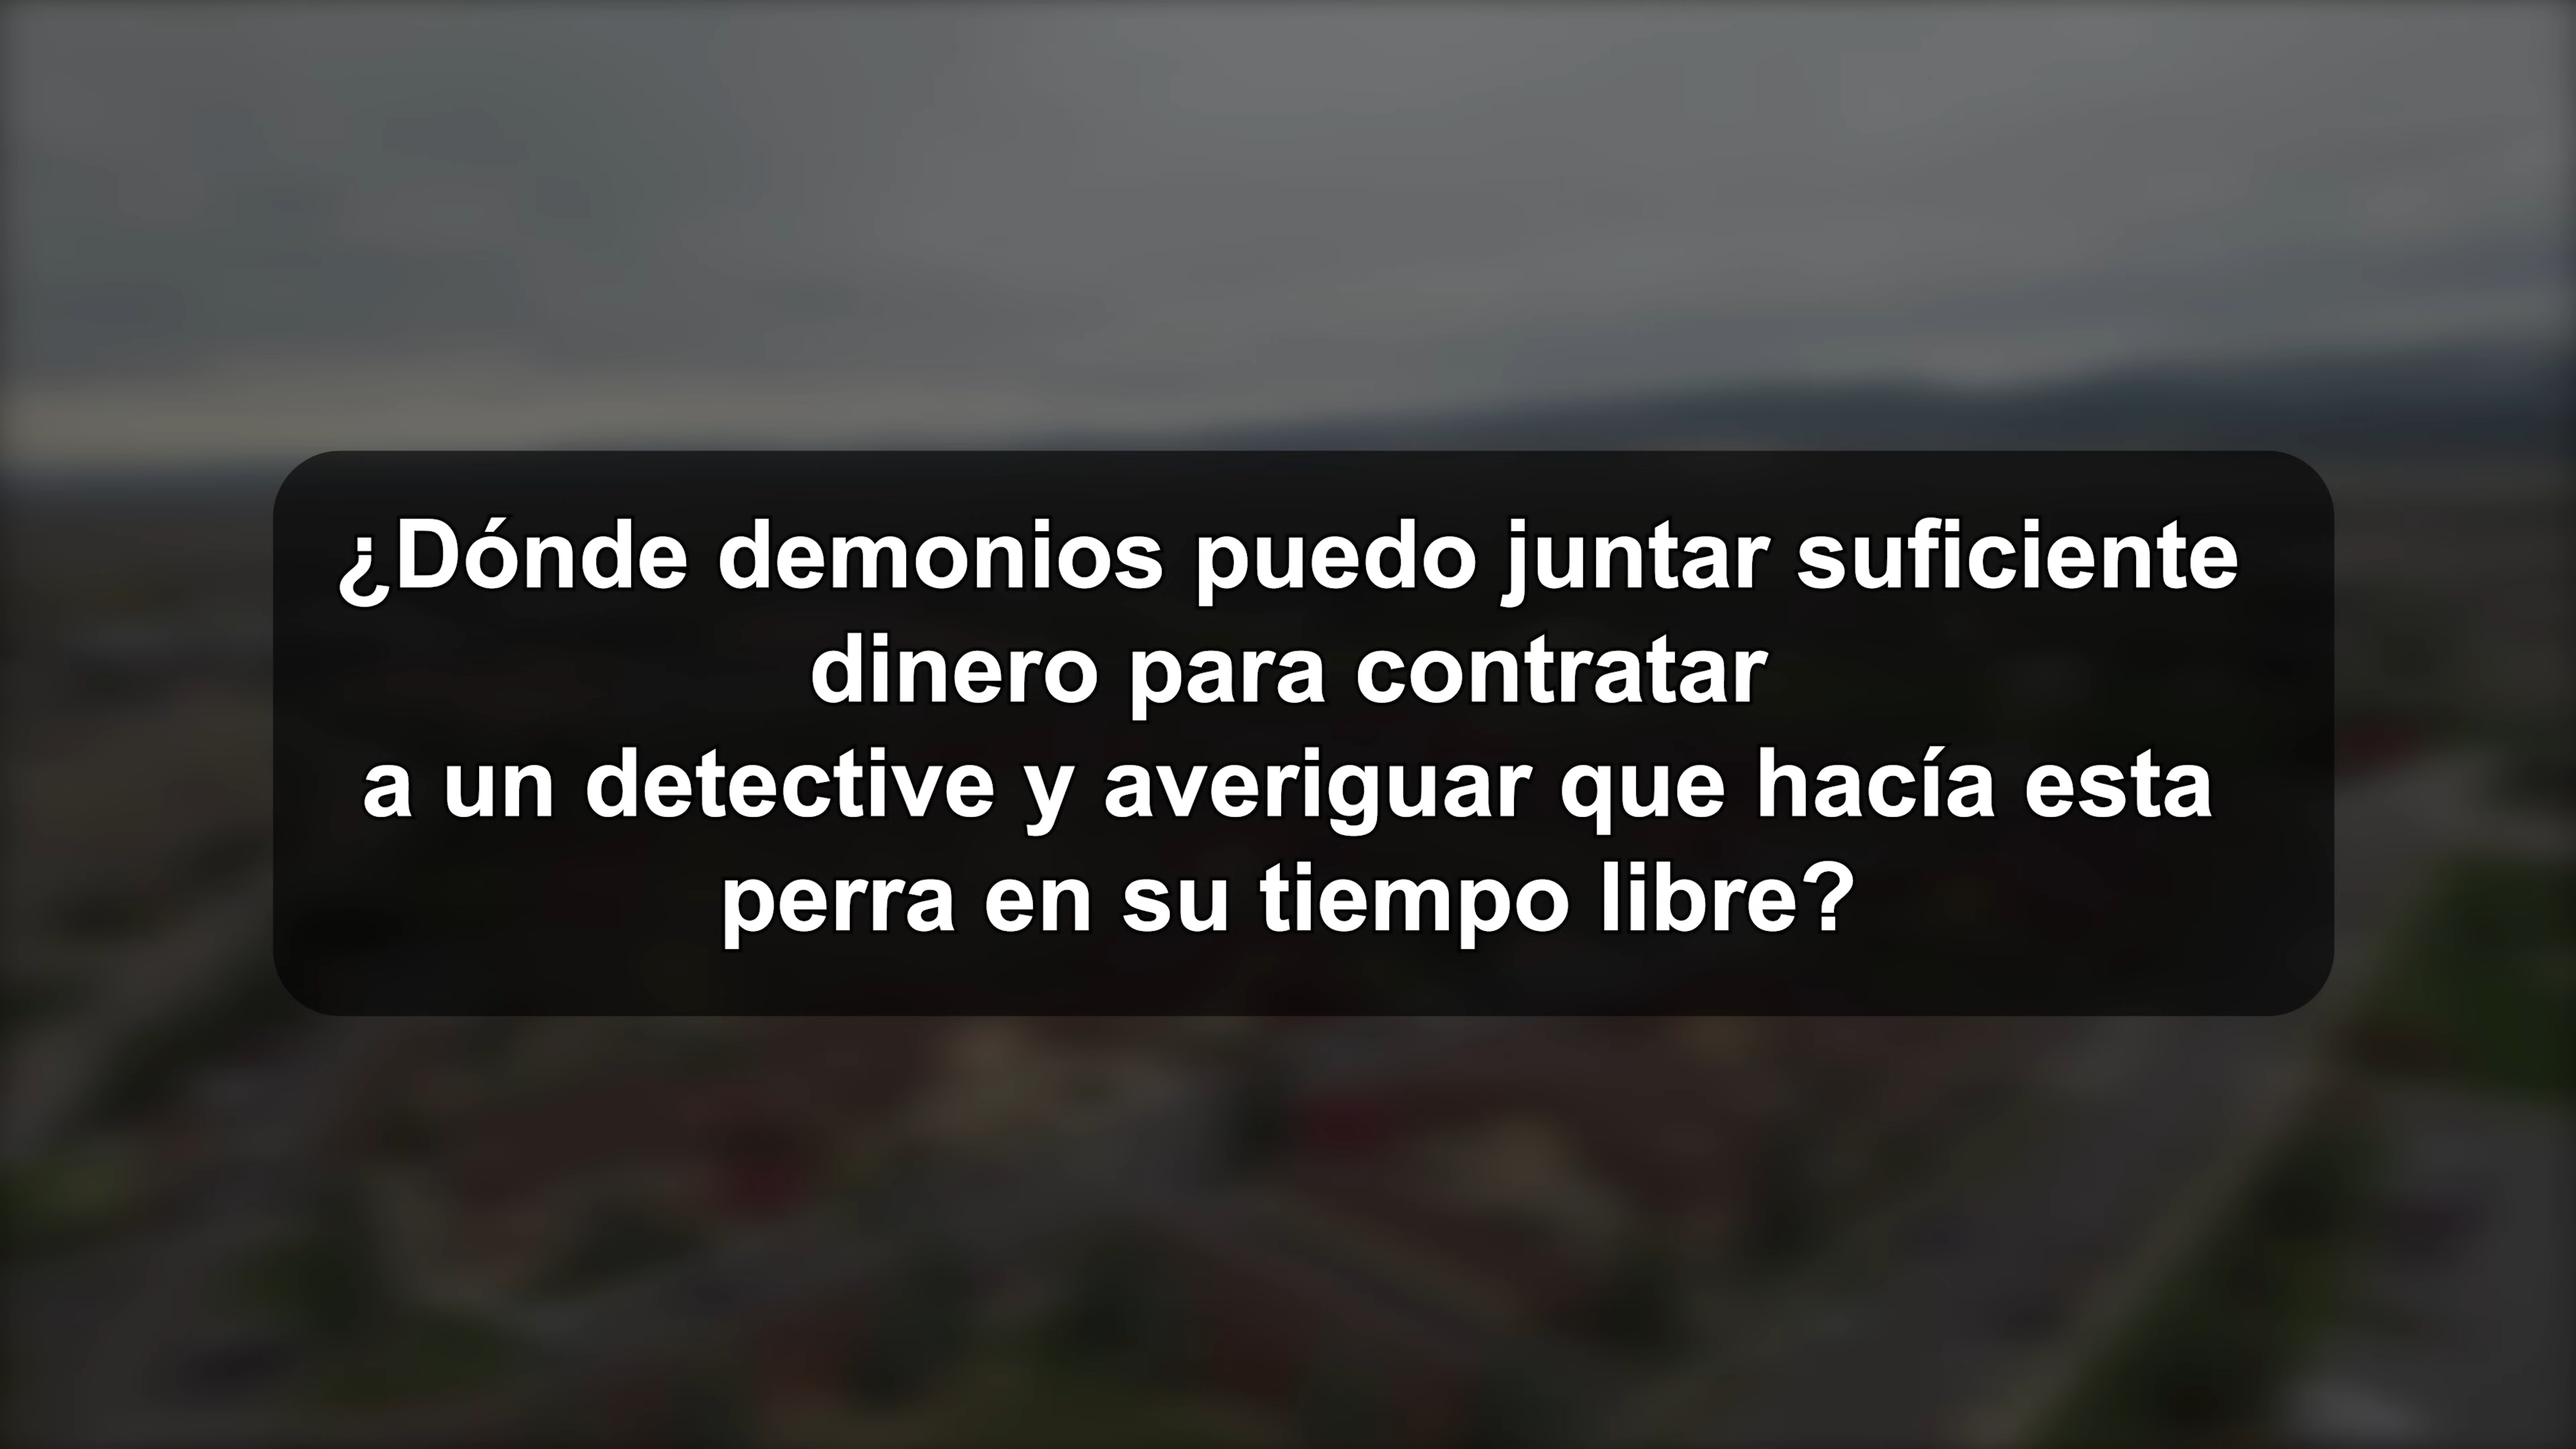 ¿Dónde demonios puedo juntar suficiente
dinero para contratar
a un detective y averiguar que hacía esta
perra en su tiempo libre?